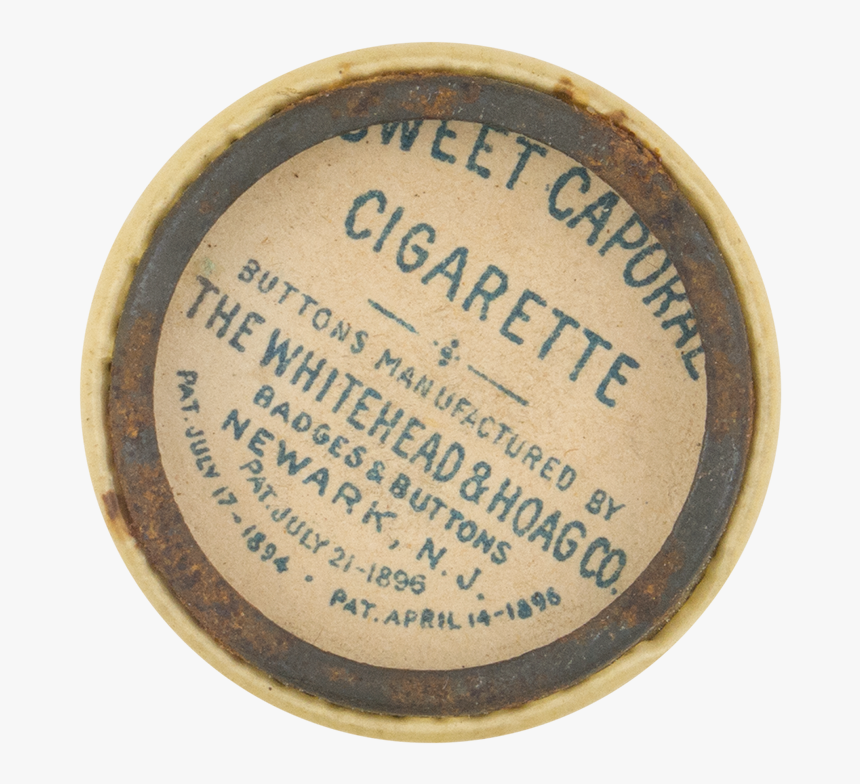 SWEET CAPORAL
CIGARETTE
BUTTONS MANUFACTURED BY
THE WHITEHEAD & HOAG CO.
BADGES & BUTTONS
NEWARK, N. J.
PAT. JULY 21-1896
PAT. JULY 17-1894 • PAT. APRIL 14-1896